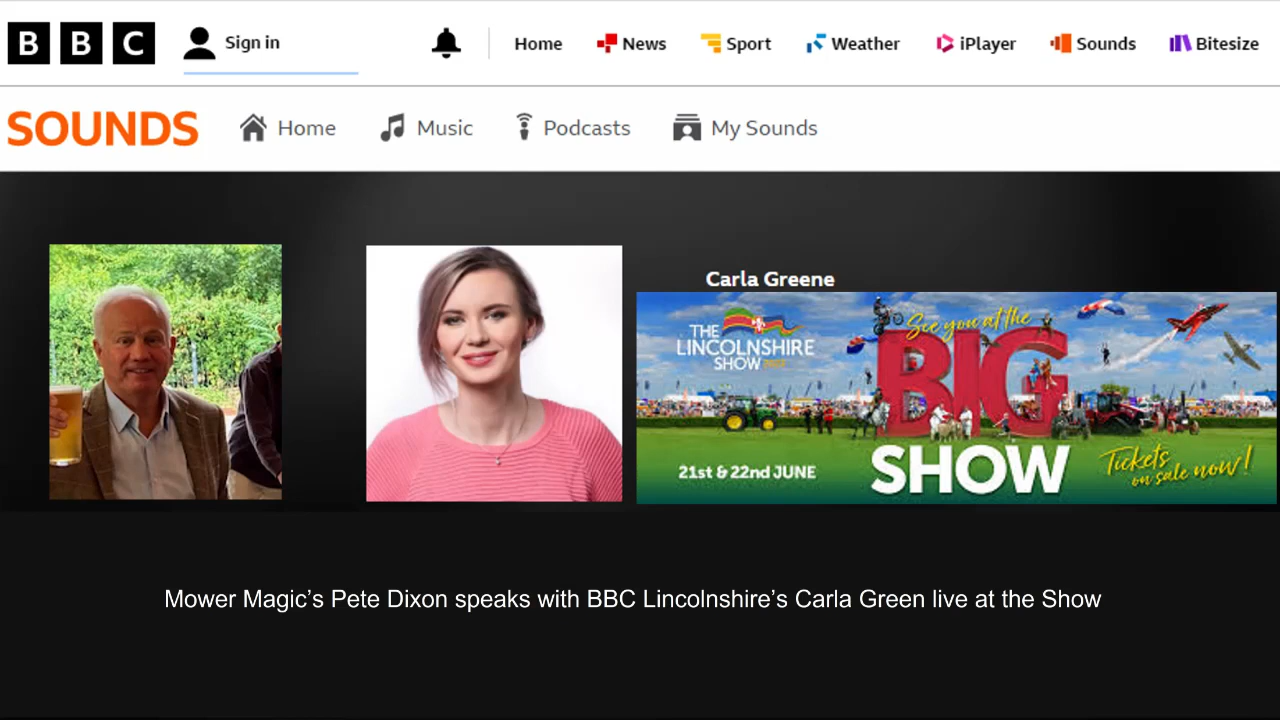 BBC Sign in Home News Sport Weather iPlayer Sounds Bitesize
SOUNDS Home Music Podcasts My Sounds
Carla Greene
THE
LINCOLNSHIRE
SHOW
See you at the
BIG
SHOW
21st & 22nd JUNE
Tickets
on sale now!
Mower Magic’s Pete Dixon speaks with BBC Lincolnshire’s Carla Green live at the Show